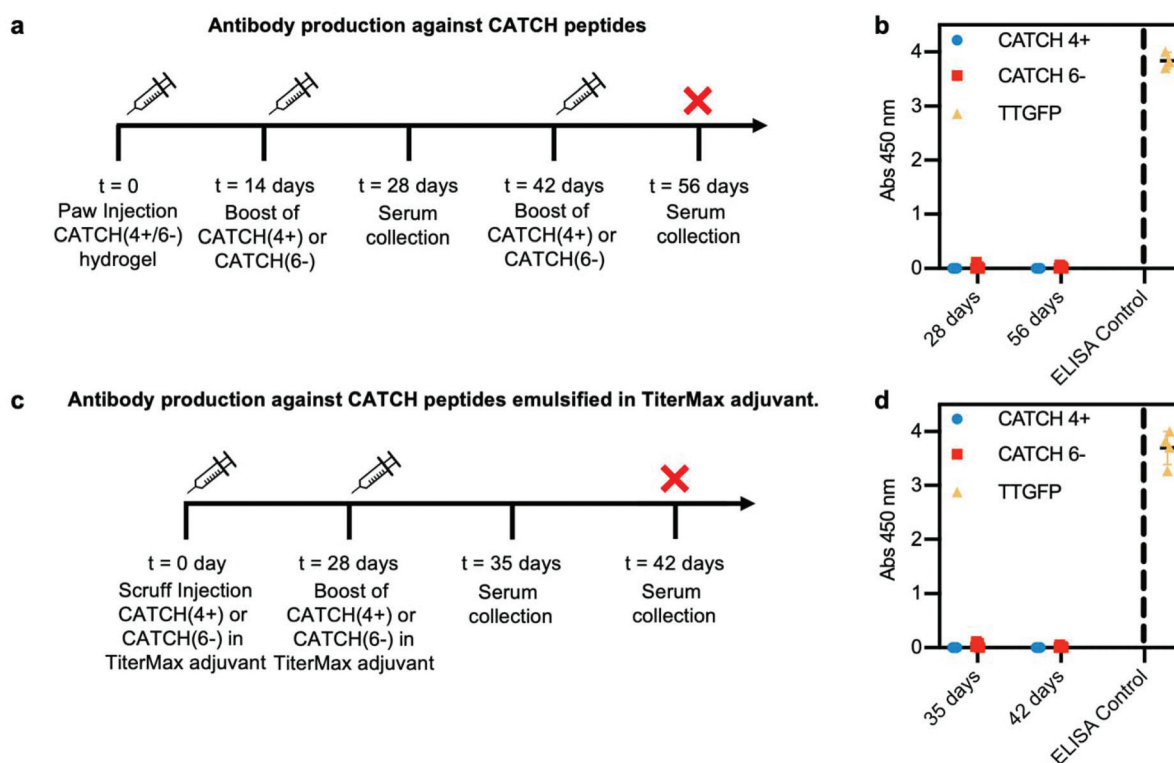 a
Antibody production against CATCH peptides
t = 0
Paw Injection
CATCH(4+/6-)
hydrogel
t = 14 days
Boost of
CATCH(4+) or
CATCH(6-)
t = 28 days
Serum
collection
t = 42 days
Boost of
CATCH(4+) or
CATCH(6-)
t = 56 days
Serum
collection
b
CATCH 4+
CATCH 6-
TTGFP
Abs 450 nm
4
3
2
1
0
28 days
56 days
ELISA Control
c
Antibody production against CATCH peptides emulsified in TiterMax adjuvant.
t = 0 day
Scruff Injection
CATCH(4+) or
CATCH(6-) in
TiterMax adjuvant
t = 28 days
Boost of
CATCH(4+) or
CATCH(6-) in
TiterMax adjuvant
t = 35 days
Serum
collection
t = 42 days
Serum
collection
d
CATCH 4+
CATCH 6-
TTGFP
Abs 450 nm
4
3
2
1
0
35 days
42 days
ELISA Control